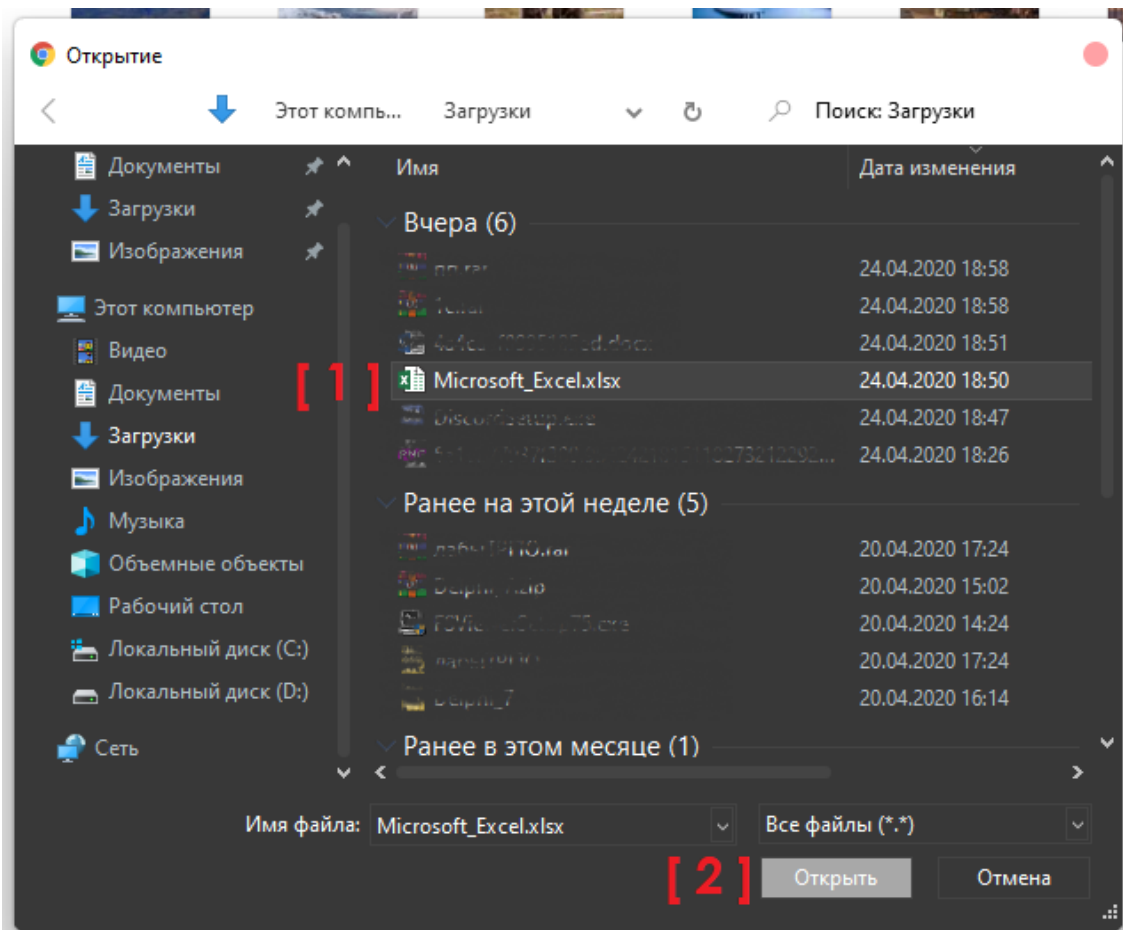 Открытие
Этот компь... Загрузки Поиск: Загрузки
Документы
Загрузки
Изображения
Этот компьютер
Видео
Документы
Загрузки
Изображения
Музыка
Объемные объекты
Рабочий стол
Локальный диск (C:)
Локальный диск (D:)
Сеть
Имя Дата изменения
Вчера (6)
24.04.2020 18:58
24.04.2020 18:58
24.04.2020 18:51
[ 1 ] Microsoft_Excel.xlsx 24.04.2020 18:50
24.04.2020 18:47
24.04.2020 18:26
Ранее на этой неделе (5)
20.04.2020 17:24
20.04.2020 15:02
20.04.2020 14:24
20.04.2020 17:24
20.04.2020 16:14
Ранее в этом месяце (1)
Имя файла: Microsoft_Excel.xlsx Все файлы (*.*)
[ 2 ] Открыть Отмена